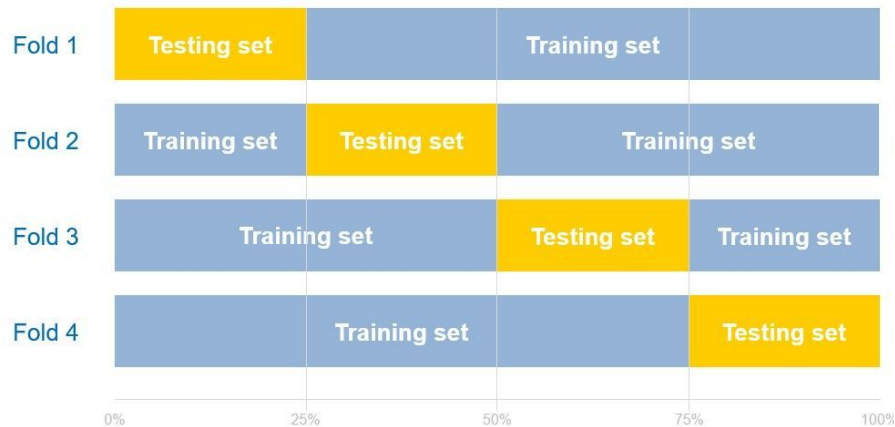 Fold 1 Testing set Training set
Fold 2 Training set Testing set Training set
Fold 3 Training set Testing set Training set
Fold 4 Training set Testing set
0% 25% 50% 75% 100%